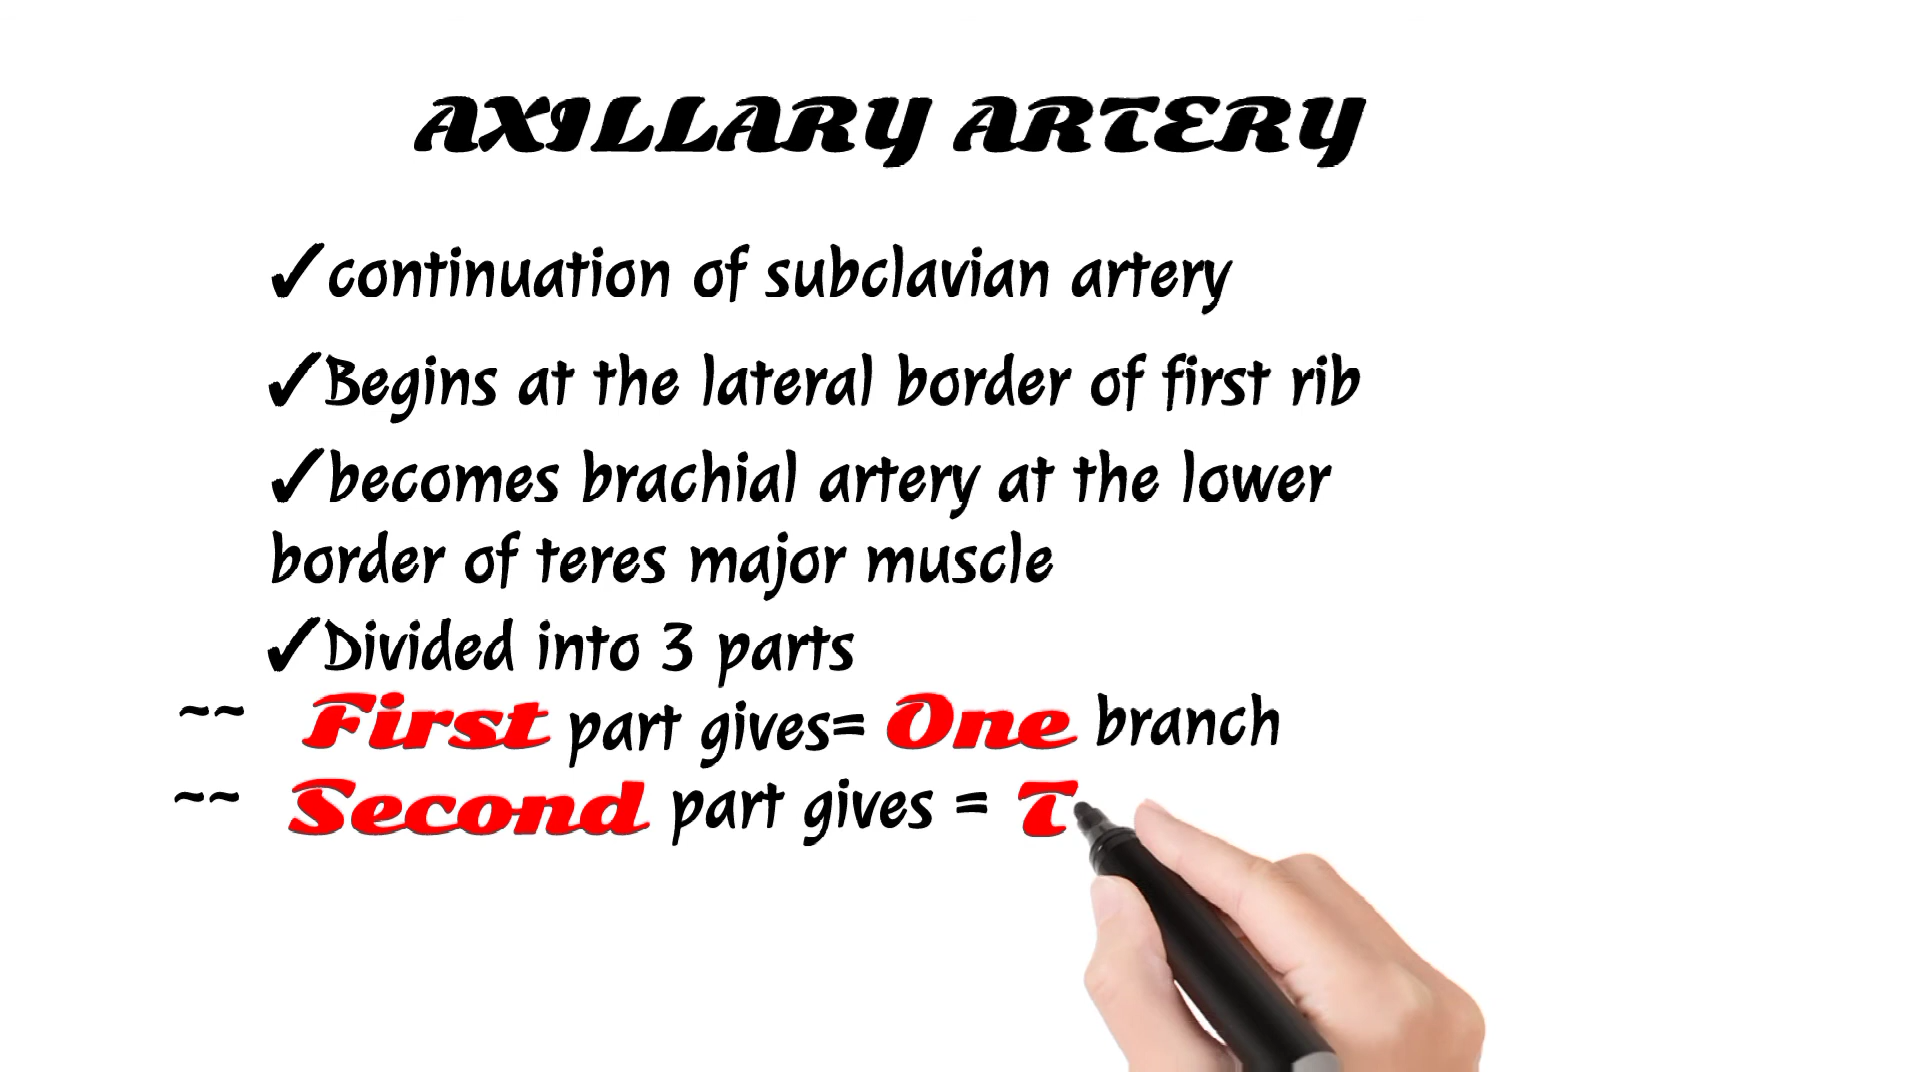 AXILLARY ARTERY
✓continuation of subclavian artery
✓Begins at the lateral border of first rib
✓becomes brachial artery at the lower
border of teres major muscle
✓Divided into 3 parts
~~ First part gives= One branch
~~ Second part gives = T